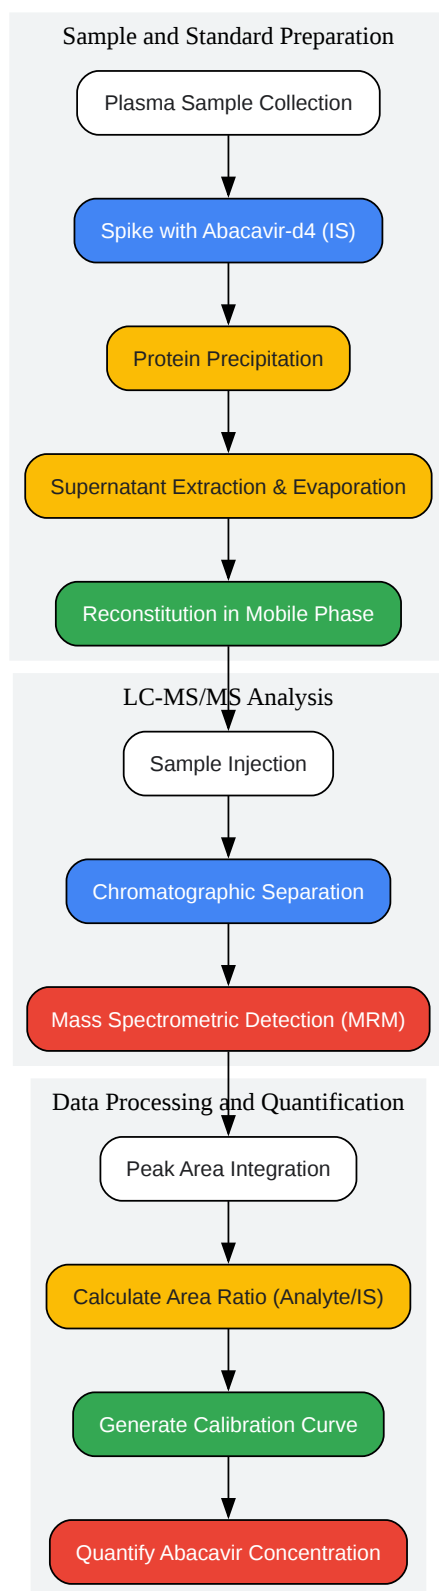 Sample and Standard Preparation
Plasma Sample Collection
Spike with Abacavir-d4 (IS)
Protein Precipitation
Supernatant Extraction & Evaporation
Reconstitution in Mobile Phase
LC-MS/MS Analysis
Sample Injection
Chromatographic Separation
Mass Spectrometric Detection (MRM)
Data Processing and Quantification
Peak Area Integration
Calculate Area Ratio (Analyte/IS)
Generate Calibration Curve
Quantify Abacavir Concentration